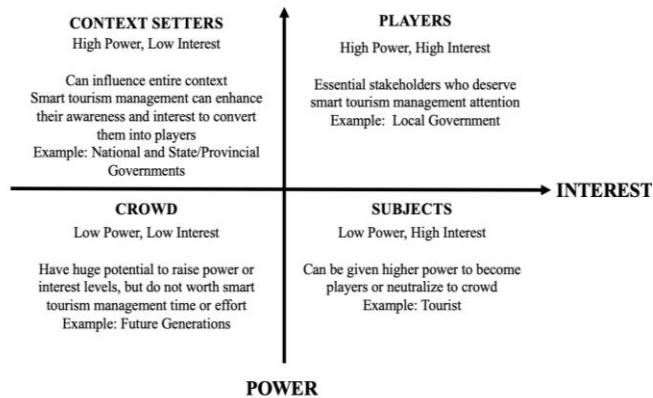 CONTEXT SETTERS
High Power, Low Interest
Can influence entire context
Smart tourism management can enhance
their awareness and interest to convert
them into players
Example: National and State/Provincial
Governments
PLAYERS
High Power, High Interest
Essential stakeholders who deserve
smart tourism management attention
Example: Local Government
INTEREST
CROWD
Low Power, Low Interest
Have huge potential to raise power or
interest levels, but do not worth smart
tourism management time or effort
Example: Future Generations
SUBJECTS
Low Power, High Interest
Can be given higher power to become
players or neutralize to crowd
Example: Tourist
POWER